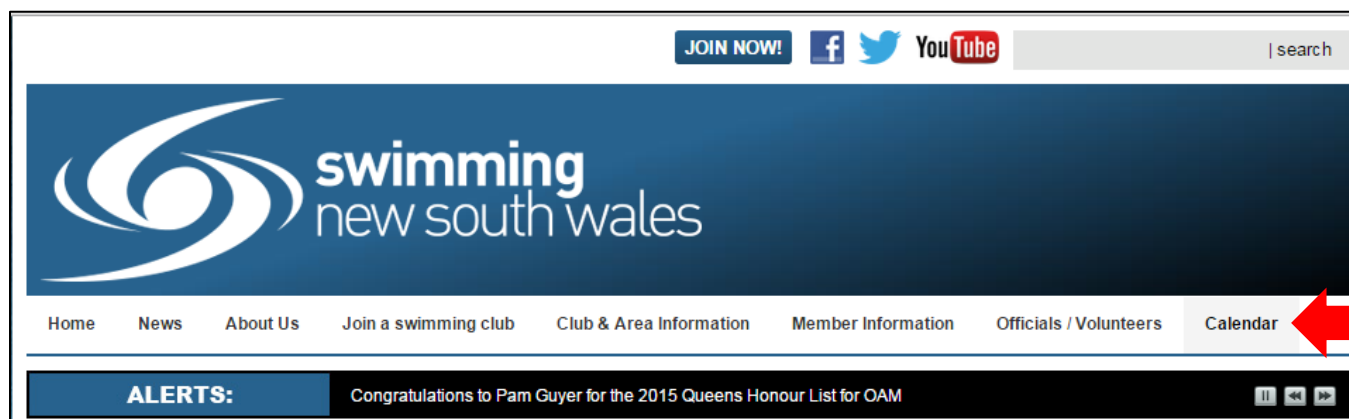 JOIN NOW! f YouTube | search
swimming
new south wales
Home News About Us Join a swimming club Club & Area Information Member Information Officials / Volunteers Calendar
ALERTS: Congratulations to Pam Guyer for the 2015 Queens Honour List for OAM